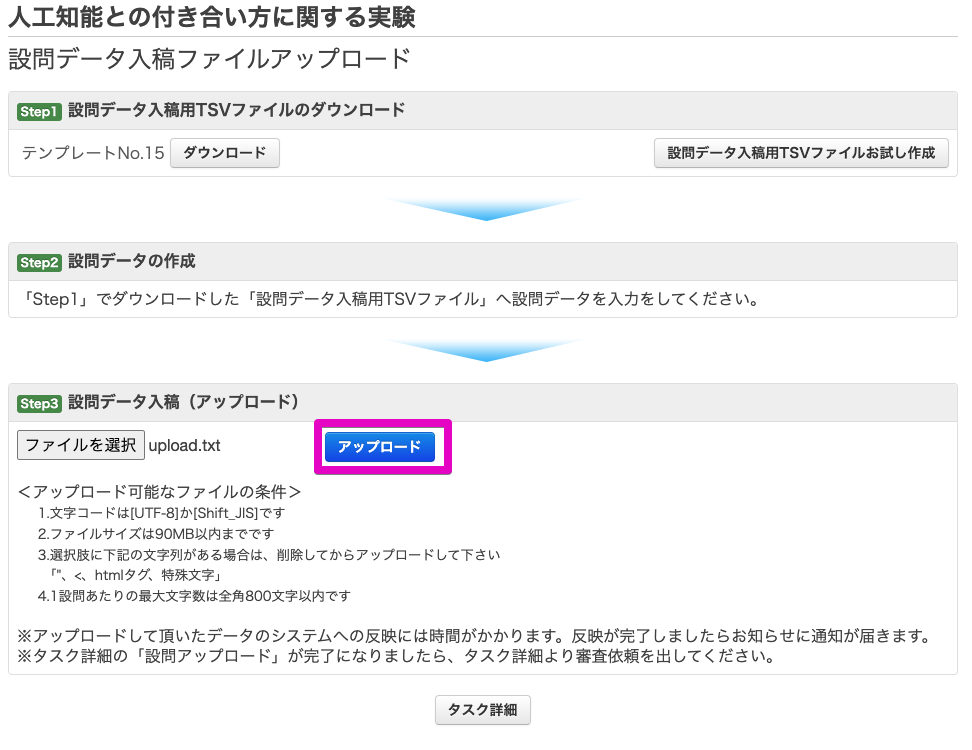 人工知能との付き合い方に関する実験
設問データ入稿ファイルアップロード
Step1 設問データ入稿用TSVファイルのダウンロード
テンプレートNo.15 ダウンロード 設問データ入稿用TSVファイルお試し作成
Step2 設問データの作成
「Step1」でダウンロードした「設問データ入稿用TSVファイル」へ設問データを入力をしてください。
Step3 設問データ入稿（アップロード）
ファイルを選択 upload.txt アップロード
＜アップロード可能なファイルの条件＞
1.文字コードは[UTF-8]か[Shift_JIS]です
2.ファイルサイズは90MB以内までです
3.選択肢に下記の文字列がある場合は、削除してからアップロードして下さい
「"、<、htmlタグ、特殊文字」
4.1設問あたりの最大文字数は全角800文字以内です
※アップロードして頂いたデータのシステムへの反映には時間がかかります。反映が完了しましたらお知らせに通知が届きます。
※タスク詳細の「設問アップロード」が完了になりましたら、タスク詳細より審査依頼を出してください。
タスク詳細